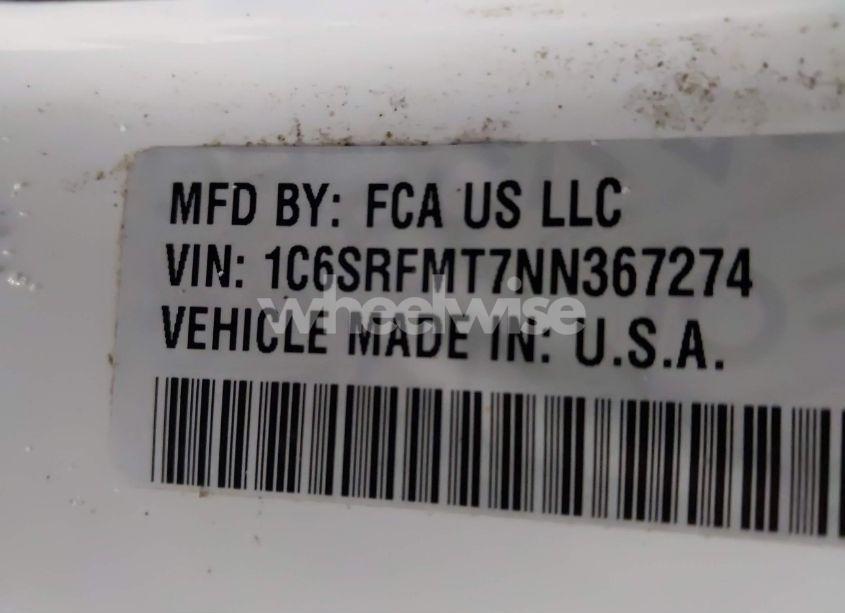 MFD BY: FCA US LLC
VIN: 1C6SRFMT7NN367274
wheelwise
VEHICLE MADE IN: U.S.A.